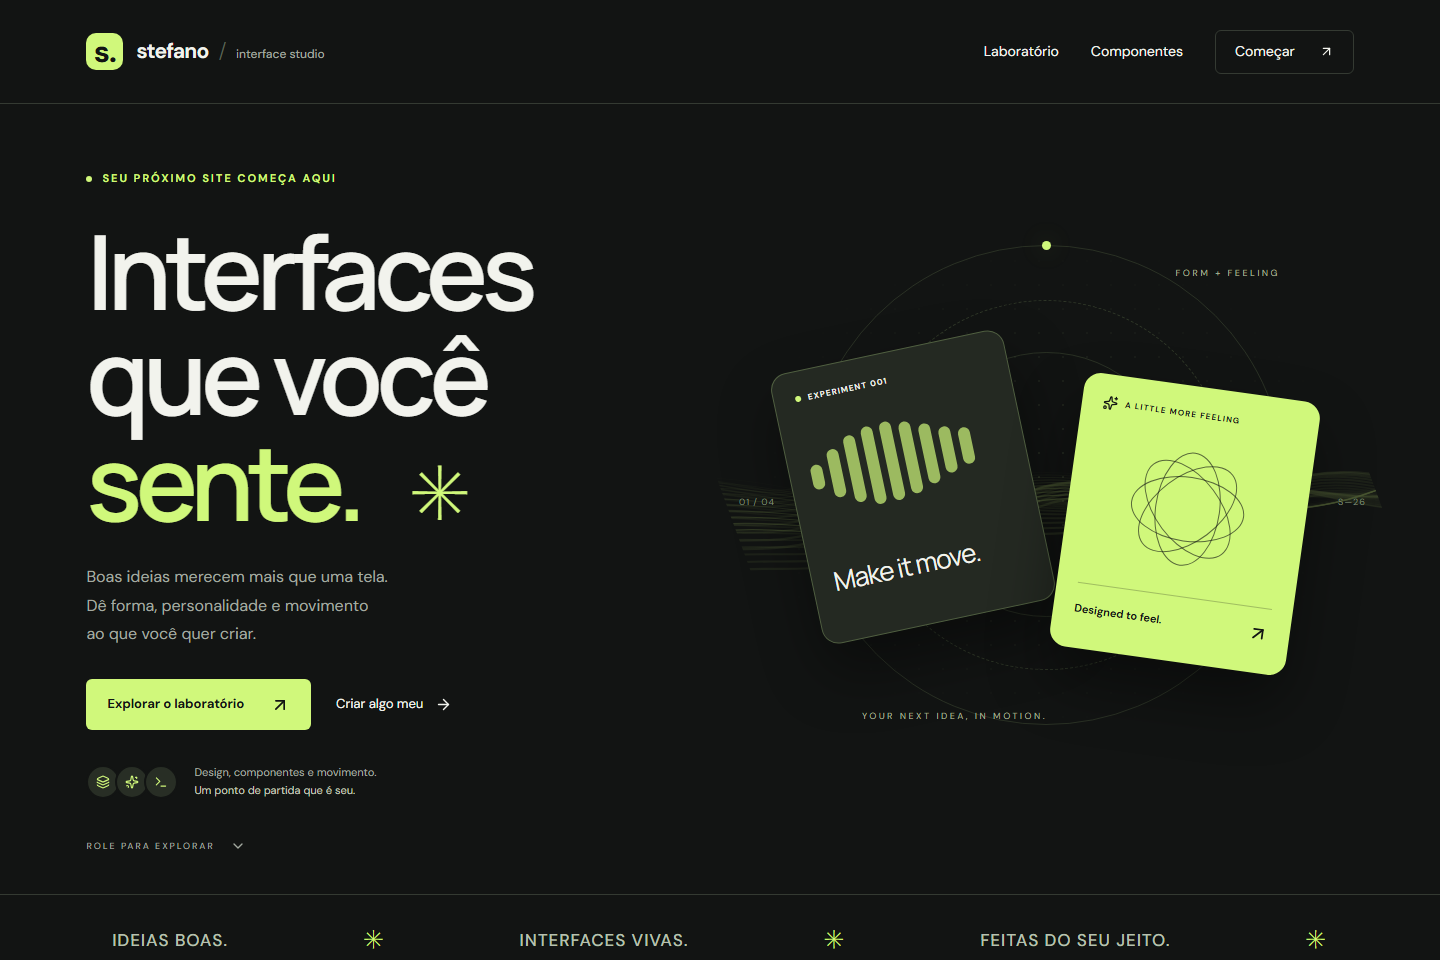 s. stefano / interface studio
Laboratório
Componentes
Começar
SEU PRÓXIMO SITE COMEÇA AQUI
Interfaces
que você
sente.
Boas ideias merecem mais que uma tela.
Dê forma, personalidade e movimento
ao que você quer criar.
Explorar o laboratório
Criar algo meu
Design, componentes e movimento.
Um ponto de partida que é seu.
ROLE PARA EXPLORAR
FORM + FEELING
EXPERIMENT 001
Make it move.
A LITTLE MORE FEELING
Designed to feel.
01 / 04
S—26
YOUR NEXT IDEA, IN MOTION.
IDEIAS BOAS.
INTERFACES VIVAS.
FEITAS DO SEU JEITO.